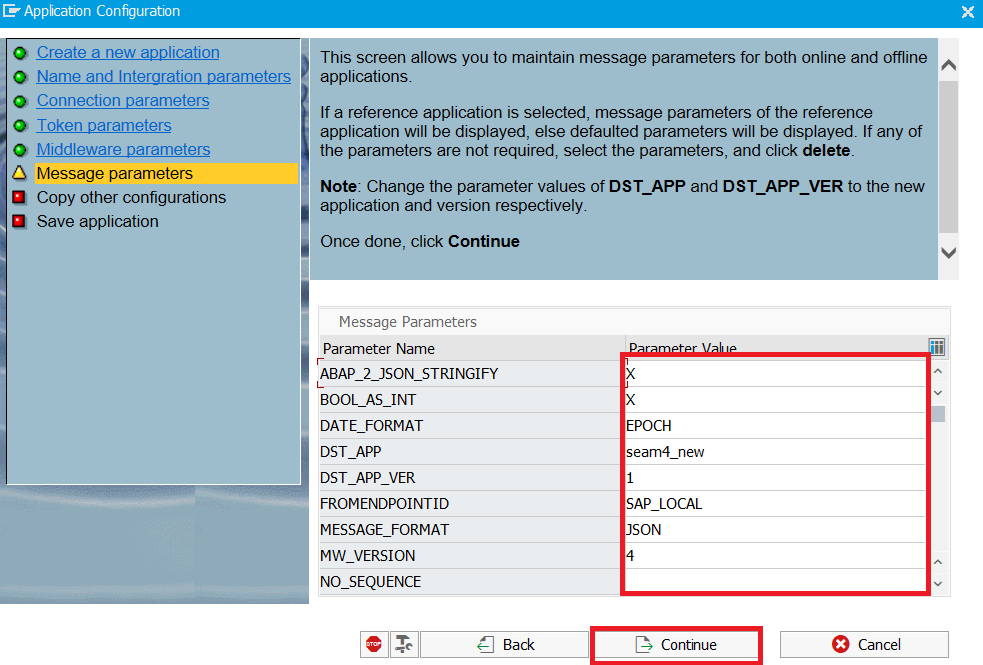 Application Configuration
Create a new application
Name and Intergration parameters
Connection parameters
Token parameters
Middleware parameters
Message parameters
Copy other configurations
Save application
This screen allows you to maintain message parameters for both online and offline
applications.
If a reference application is selected, message parameters of the reference
application will be displayed, else defaulted parameters will be displayed. If any of
the parameters are not required, select the parameters, and click delete.
Note: Change the parameter values of DST_APP and DST_APP_VER to the new
application and version respectively.
Once done, click Continue
Message Parameters
Parameter Name Parameter Value
ABAP_2_JSON_STRINGIFY X
BOOL_AS_INT X
DATE_FORMAT EPOCH
DST_APP seam4_new
DST_APP_VER 1
FROMENDPOINTID SAP_LOCAL
MESSAGE_FORMAT JSON
MW_VERSION 4
NO_SEQUENCE
STOP Back Continue Cancel